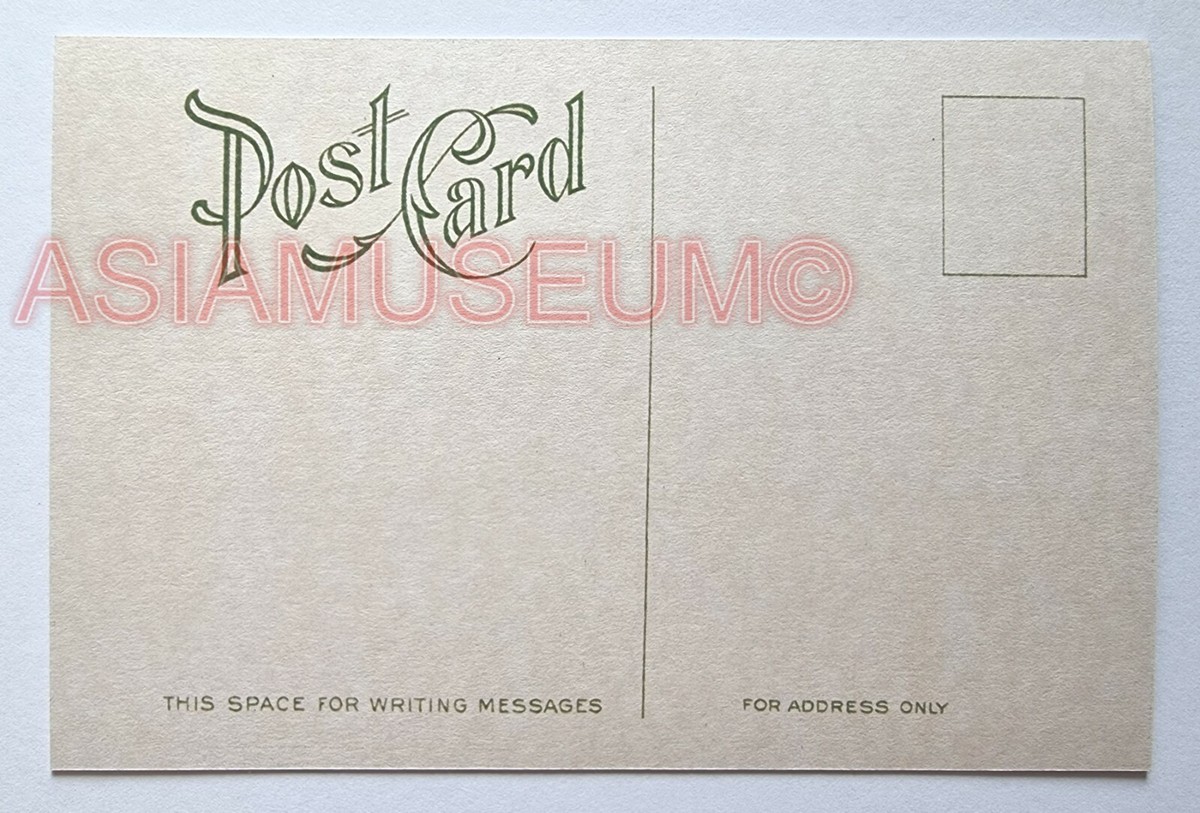 Post Card
ASIAMUSEUM©
THIS SPACE FOR WRITING MESSAGES
FOR ADDRESS ONLY